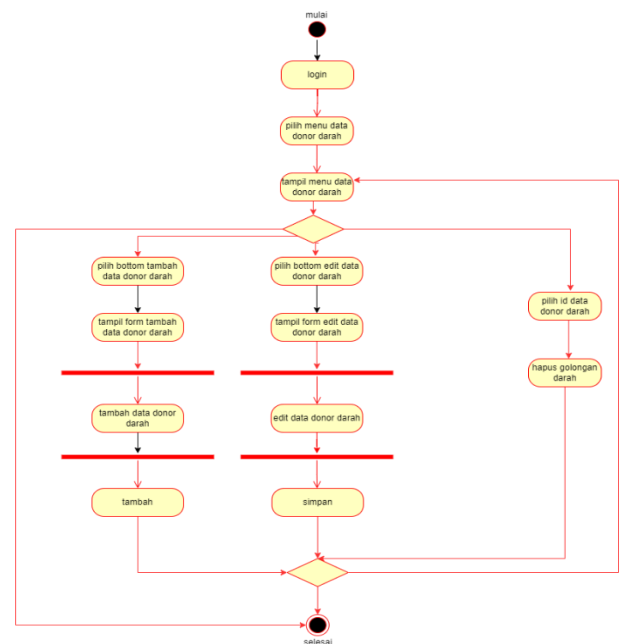 mulai
login
pilih menu data
donor darah
tampil menu data
donor darah
pilih bottom tambah
data donor darah
pilih bottom edit data
donor darah
pilih id data
donor darah
tampil form tambah
data donor darah
tampil form edit data
donor darah
hapus golongan
darah
tambah data donor
darah
edit data donor darah
tambah
simpan
selesai